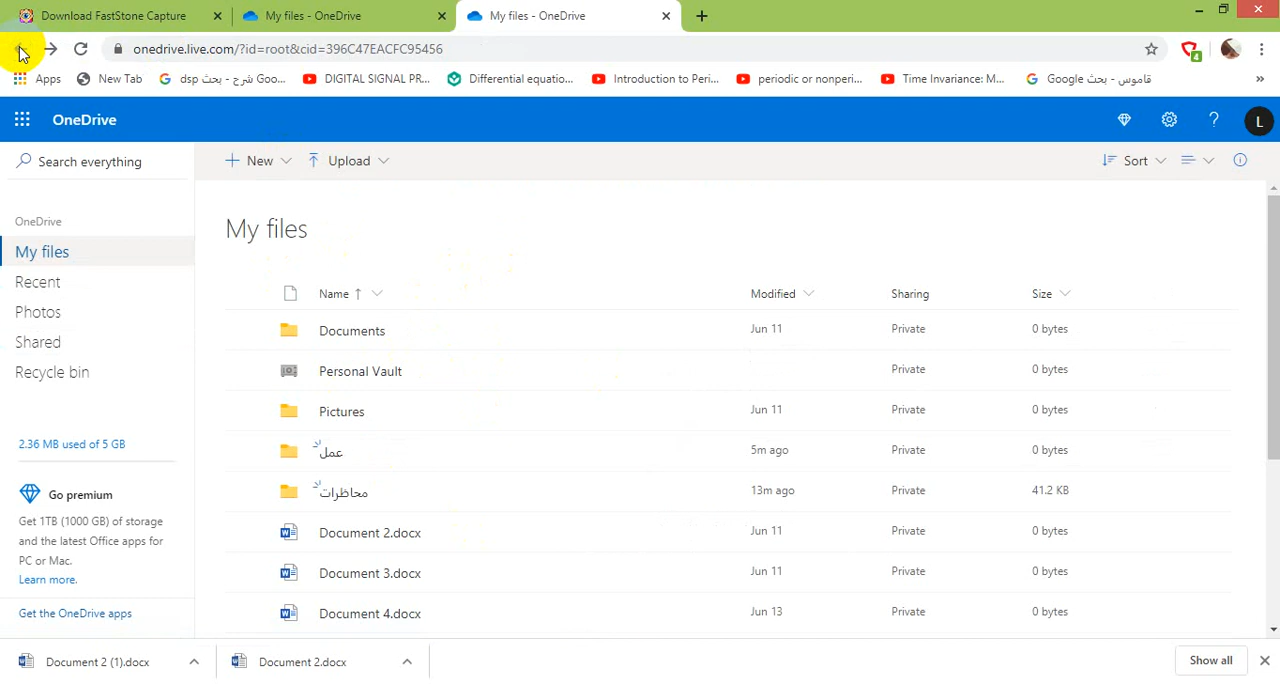 Download FastStone Capture
My files - OneDrive
My files - OneDrive
onedrive.live.com/?id=root&cid=396C47EACFC95456
4
Apps
New Tab
dsp شرح - بحث Goo...
DIGITAL SIGNAL PR...
Differential equatio...
Introduction to Peri...
periodic or nonperi...
Time Invariance: M...
قاموس - بحث Google
OneDrive
?
L
Search everything
New
Upload
Sort
OneDrive
My files
Recent
Photos
Shared
Recycle bin
2.36 MB used of 5 GB
Go premium
Get 1TB (1000 GB) of storage
and the latest Office apps for
PC or Mac.
Learn more.
Get the OneDrive apps
My files
Name Modified Sharing Size
Documents Jun 11 Private 0 bytes
Personal Vault Private 0 bytes
Pictures Jun 11 Private 0 bytes
عمل 5m ago Private 0 bytes
محاظرات 13m ago Private 41.2 KB
Document 2.docx Jun 11 Private 0 bytes
Document 3.docx Jun 11 Private 0 bytes
Document 4.docx Jun 13 Private 0 bytes
Document 2 (1).docx
Document 2.docx
Show all